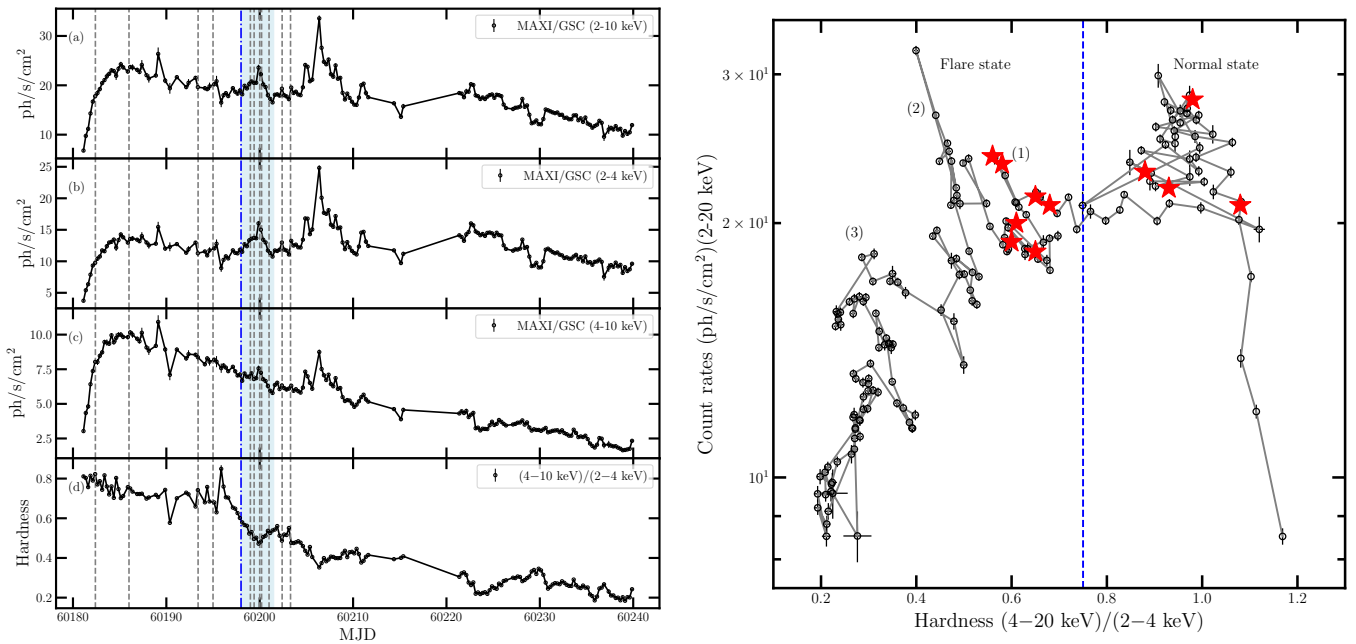 (a)
MAXI/GSC (2-10 keV)
ph/s/cm²
30
20
10
(b)
MAXI/GSC (2-4 keV)
ph/s/cm²
25
20
15
10
5
(c)
MAXI/GSC (4-10 keV)
ph/s/cm²
10.0
7.5
5.0
2.5
(d)
(4−10 keV)/(2−4 keV)
Hardness
0.8
0.6
0.4
0.2
60180 60190 60200 60210 60220 60230 60240
MJD
Count rates (ph/s/cm²)(2-20 keV)
3 × 10¹
2 × 10¹
10¹
Flare state
Normal state
(2)
(1)
(3)
0.2 0.4 0.6 0.8 1.0 1.2
Hardness (4−20 keV)/(2−4 keV)